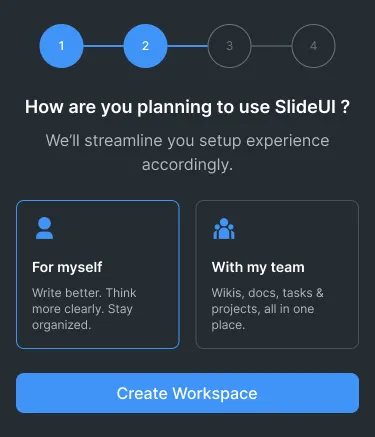 1 2 3 4
How are you planning to use SlideUI ?
We’ll streamline you setup experience
accordingly.
For myself
Write better. Think
more clearly. Stay
organized.
With my team
Wikis, docs, tasks &
projects, all in one
place.
Create Workspace